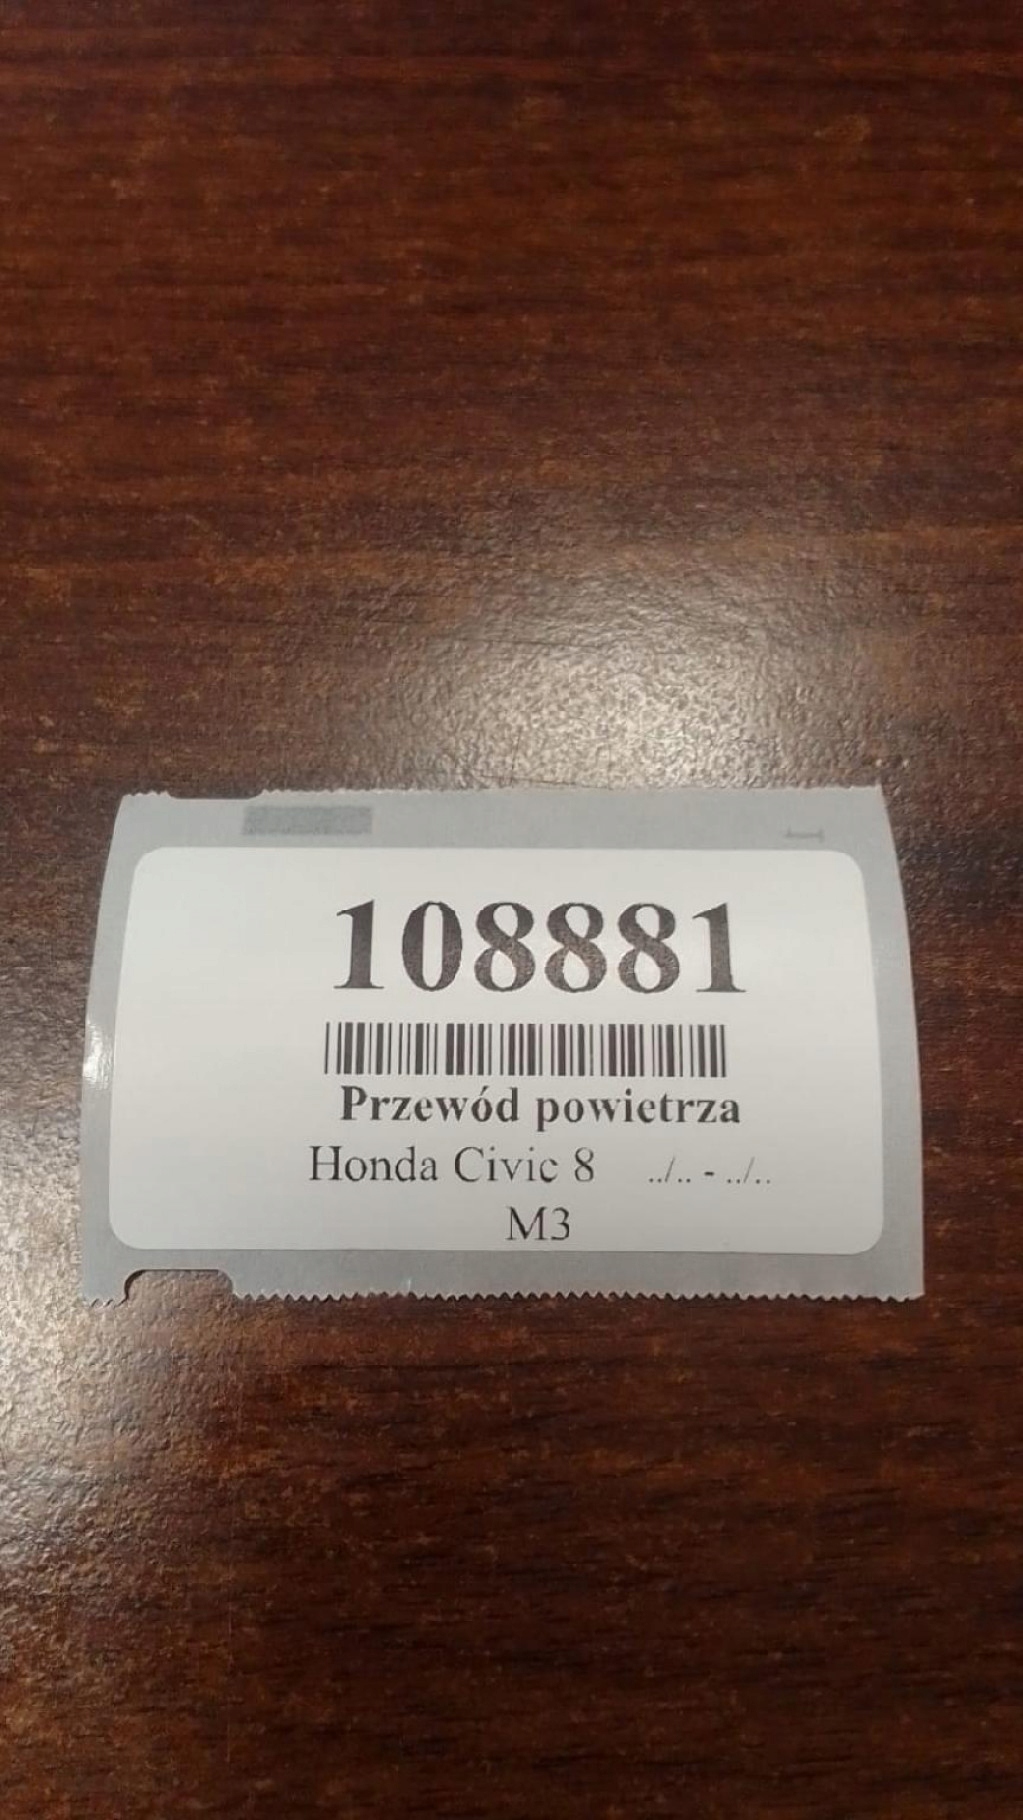 108881
Przewód powietrza
Honda Civic 8 ../.. - ../..
M3